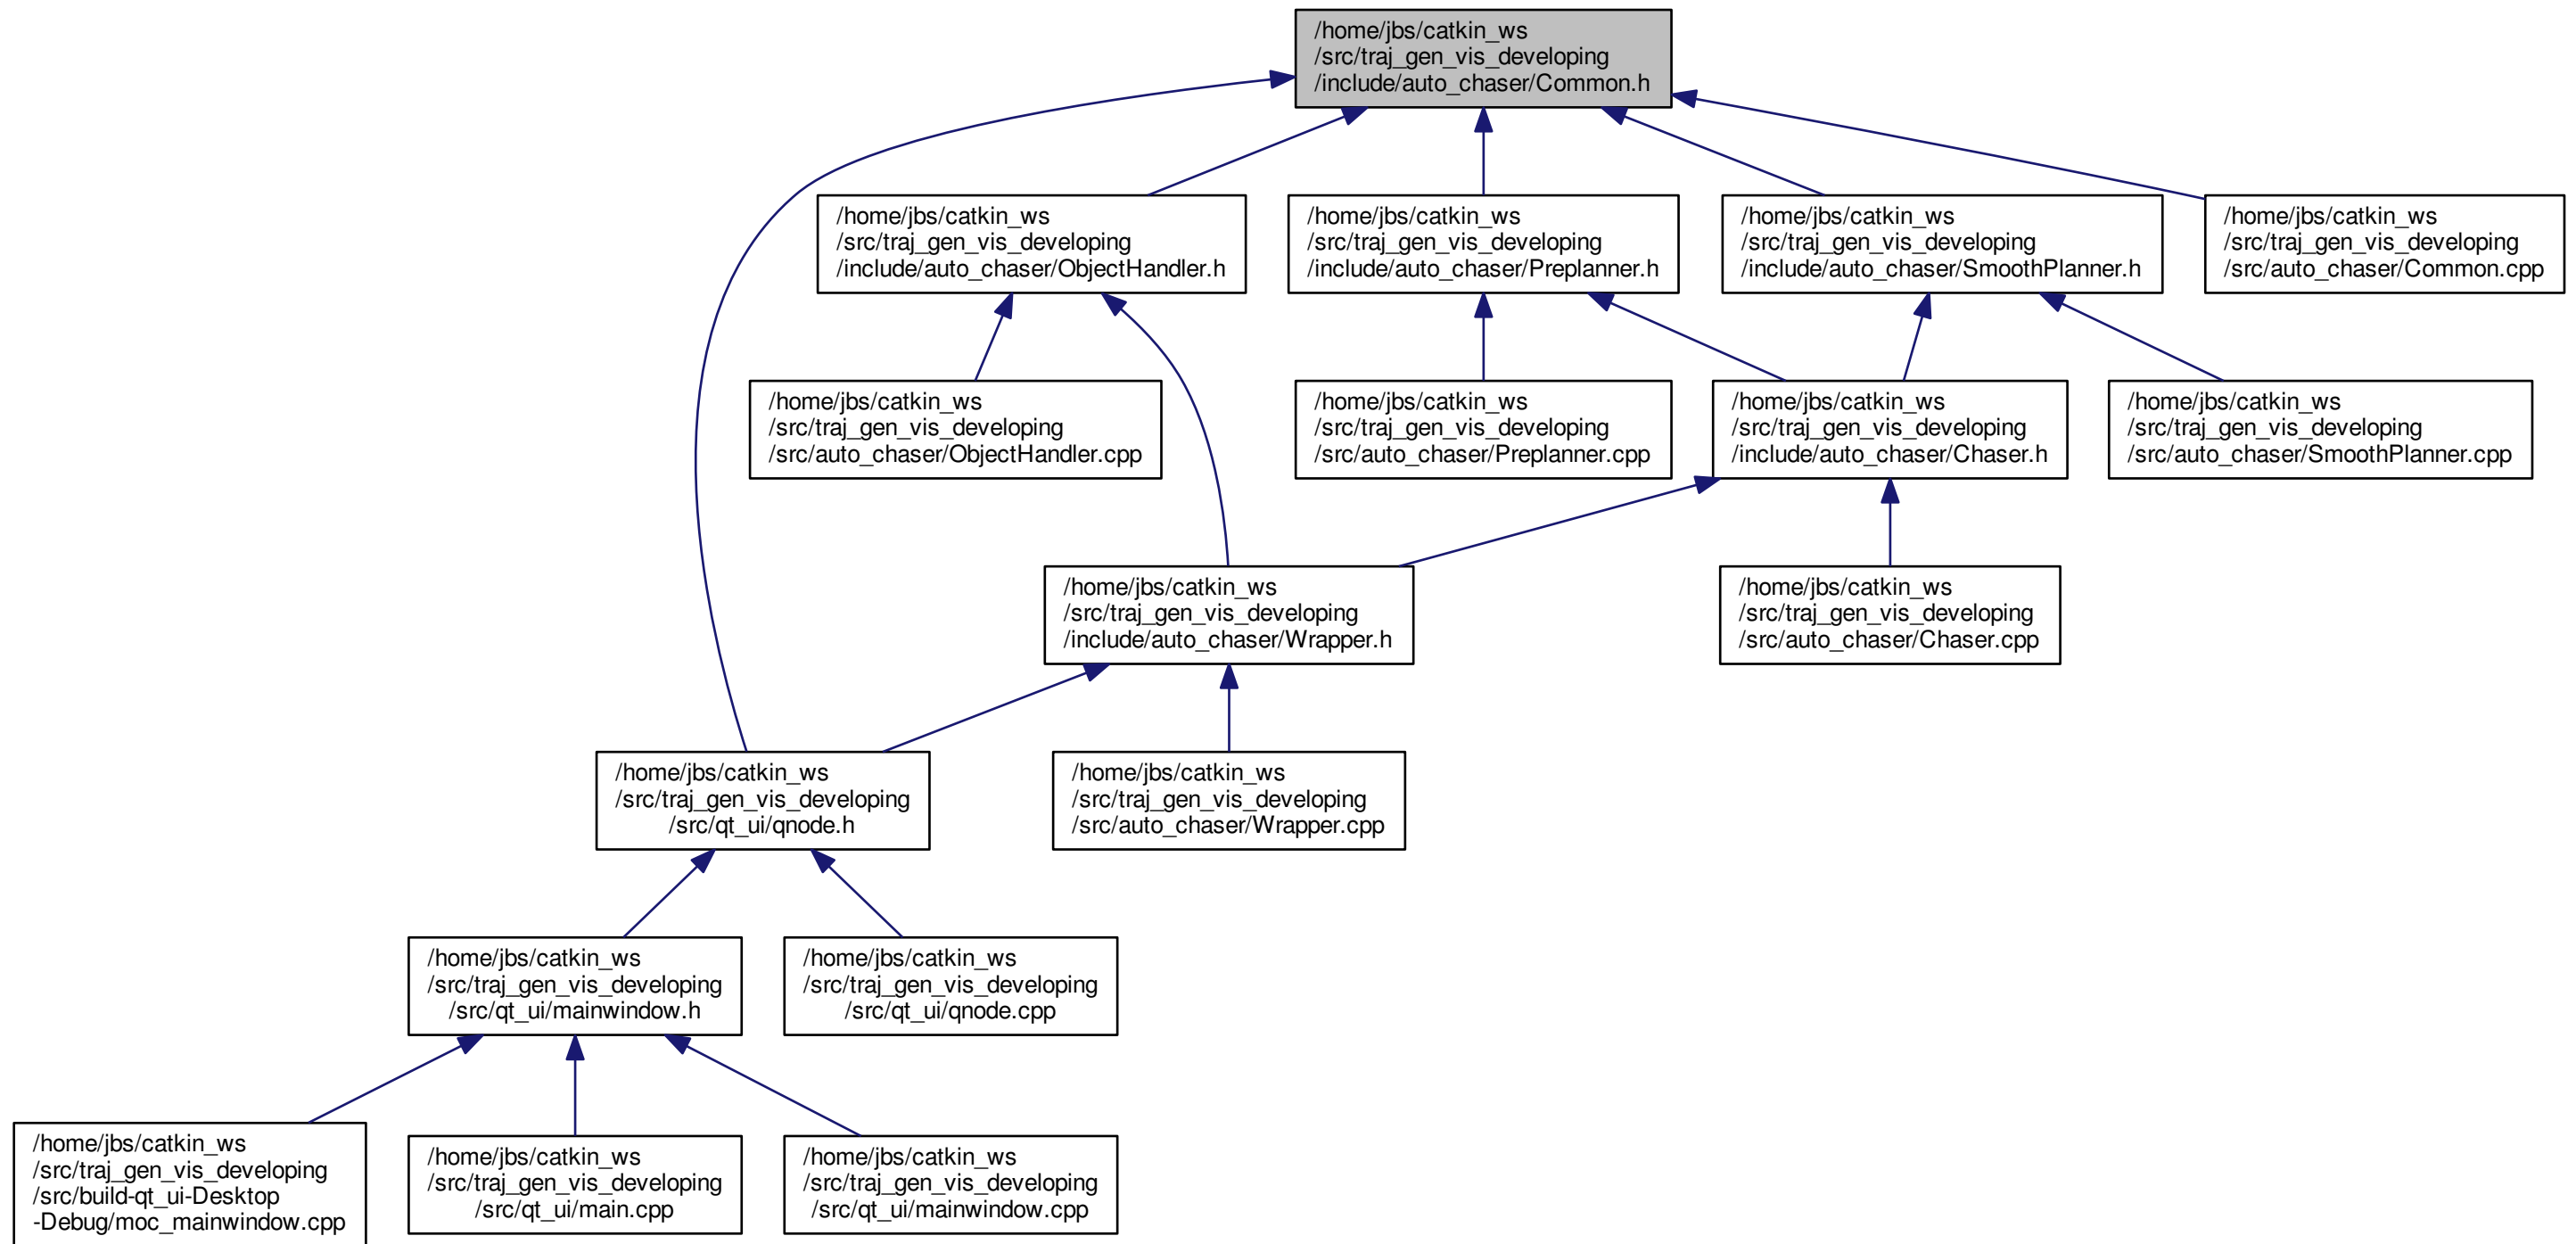 /home/jbs/catkin_ws
/src/traj_gen_vis_developing
/include/auto_chaser/Common.h
/home/jbs/catkin_ws
/src/traj_gen_vis_developing
/include/auto_chaser/ObjectHandler.h
/home/jbs/catkin_ws
/src/traj_gen_vis_developing
/include/auto_chaser/Preplanner.h
/home/jbs/catkin_ws
/src/traj_gen_vis_developing
/include/auto_chaser/SmoothPlanner.h
/home/jbs/catkin_ws
/src/traj_gen_vis_developing
/src/auto_chaser/Common.cpp
/home/jbs/catkin_ws
/src/traj_gen_vis_developing
/src/auto_chaser/ObjectHandler.cpp
/home/jbs/catkin_ws
/src/traj_gen_vis_developing
/src/auto_chaser/Preplanner.cpp
/home/jbs/catkin_ws
/src/traj_gen_vis_developing
/include/auto_chaser/Chaser.h
/home/jbs/catkin_ws
/src/traj_gen_vis_developing
/src/auto_chaser/SmoothPlanner.cpp
/home/jbs/catkin_ws
/src/traj_gen_vis_developing
/include/auto_chaser/Wrapper.h
/home/jbs/catkin_ws
/src/traj_gen_vis_developing
/src/auto_chaser/Chaser.cpp
/home/jbs/catkin_ws
/src/traj_gen_vis_developing
/src/qt_ui/qnode.h
/home/jbs/catkin_ws
/src/traj_gen_vis_developing
/src/auto_chaser/Wrapper.cpp
/home/jbs/catkin_ws
/src/traj_gen_vis_developing
/src/qt_ui/mainwindow.h
/home/jbs/catkin_ws
/src/traj_gen_vis_developing
/src/qt_ui/qnode.cpp
/home/jbs/catkin_ws
/src/traj_gen_vis_developing
/src/build-qt_ui-Desktop
-Debug/moc_mainwindow.cpp
/home/jbs/catkin_ws
/src/traj_gen_vis_developing
/src/qt_ui/main.cpp
/home/jbs/catkin_ws
/src/traj_gen_vis_developing
/src/qt_ui/mainwindow.cpp